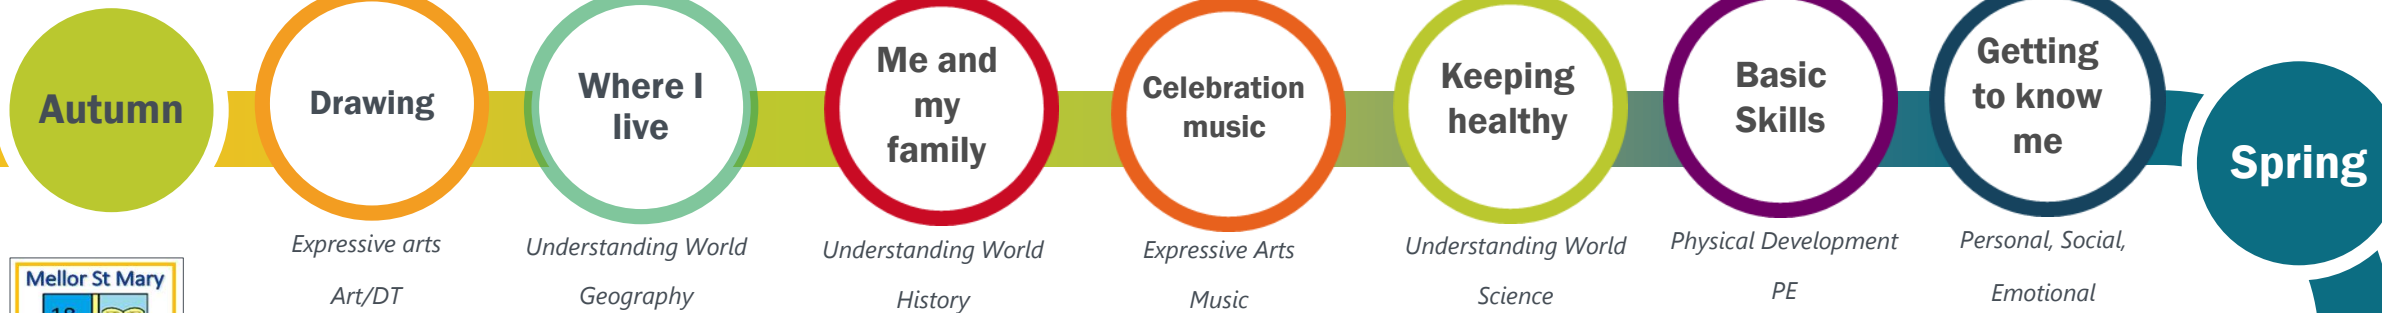 Autumn
Drawing
Where I
live
Me and
my
family
Celebration
music
Keeping
healthy
Basic
Skills
Getting
to know
me
Spring
Expressive arts
Art/DT
Understanding World
Geography
Understanding World
History
Expressive Arts
Music
Understanding World
Science
Physical Development
PE
Personal, Social,
Emotional
Mellor St Mary